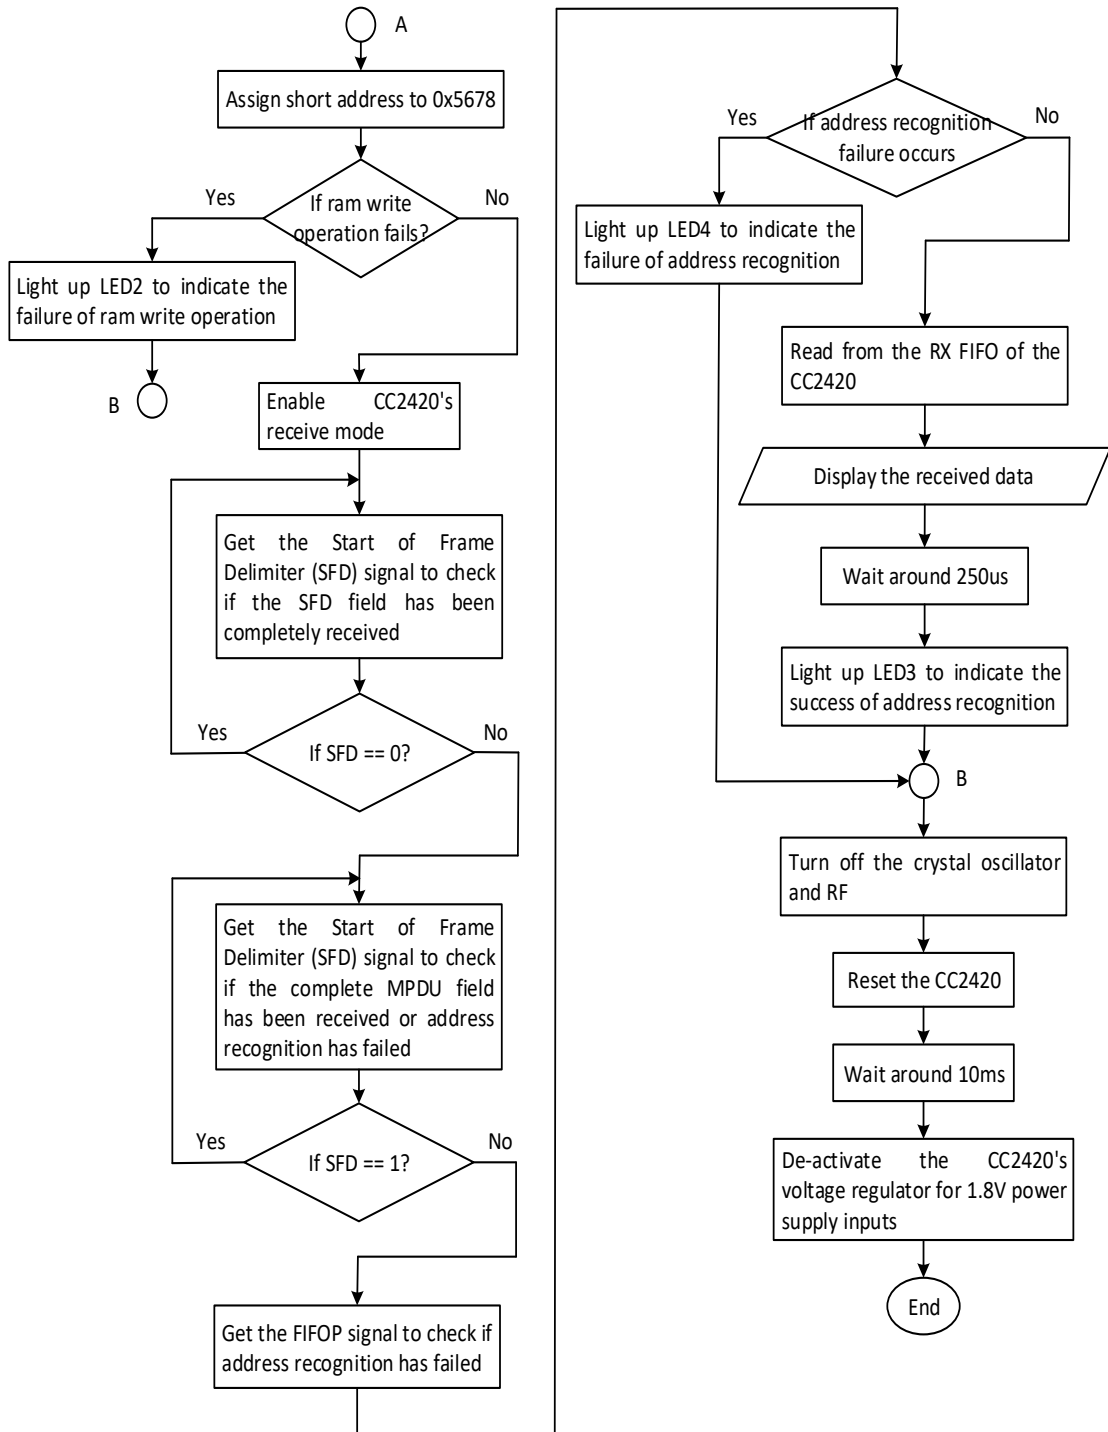 A
Assign short address to 0x5678
Yes
No
If ram write
operation fails?
Light up LED2 to indicate the
failure of ram write operation
B
Enable CC2420's
receive mode
Get the Start of Frame
Delimiter (SFD) signal to check
if the SFD field has been
completely received
Yes
No
If SFD == 0?
Get the Start of Frame
Delimiter (SFD) signal to check
if the complete MPDU field
has been received or address
recognition has failed
Yes
No
If SFD == 1?
Get the FIFOP signal to check if
address recognition has failed
Yes
No
If address recognition
failure occurs
Light up LED4 to indicate the
failure of address recognition
Read from the RX FIFO of the
CC2420
Display the received data
Wait around 250us
Light up LED3 to indicate the
success of address recognition
B
Turn off the crystal oscillator
and RF
Reset the CC2420
Wait around 10ms
De-activate the CC2420's
voltage regulator for 1.8V power
supply inputs
End